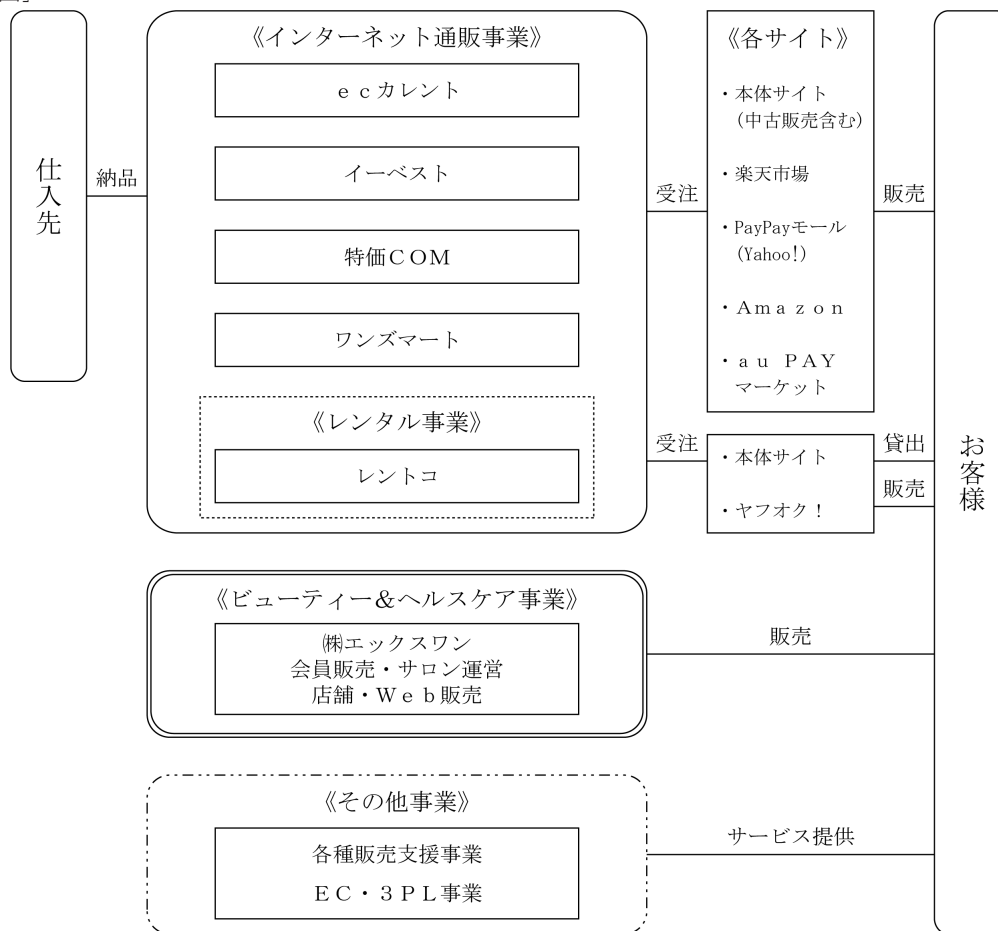 図」
仕入先
納品
《インターネット通販事業》
ｅｃカレント
イーベスト
特価ＣＯＭ
ワンズマート
《レンタル事業》
レントコ
受注
受注
《各サイト》
・本体サイト
(中古販売含む)
・楽天市場
・PayPayモール
(Yahoo!)
・Ａｍａｚｏｎ
・ａｕ ＰＡＹ
マーケット
・本体サイト
・ヤフオク！
販売
貸出
販売
お客様
《ビューティー＆ヘルスケア事業》
㈱エックスワン
会員販売・サロン運営
店舗・Ｗｅｂ販売
販売
《その他事業》
各種販売支援事業
ＥＣ・３ＰＬ事業
サービス提供